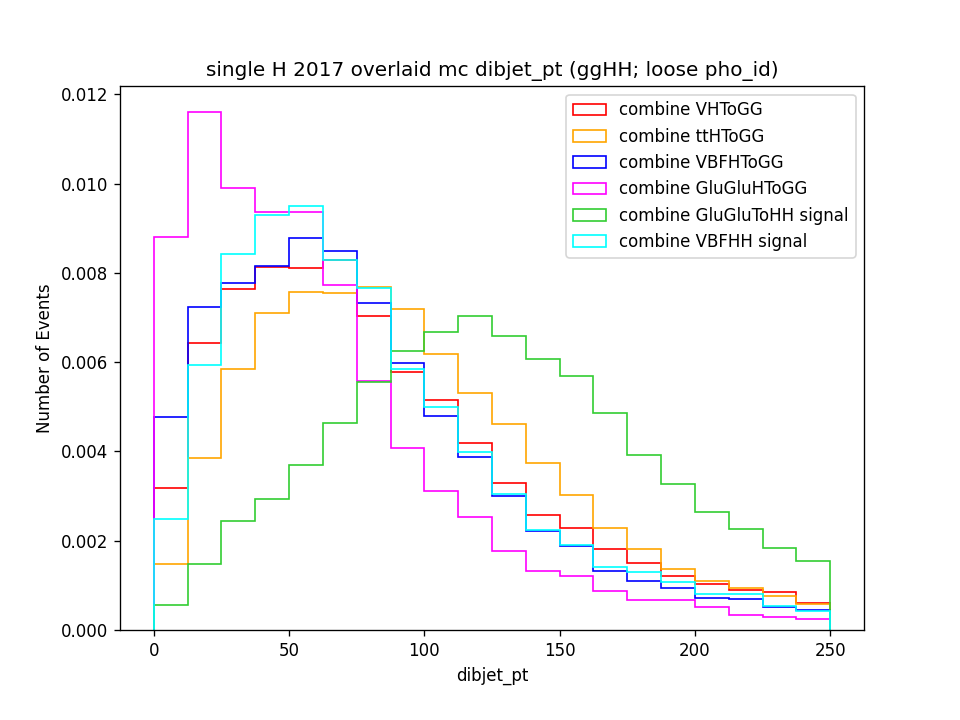 single H 2017 overlaid mc dibjet_pt (ggHH; loose pho_id)
0.012
0.010
0.008
0.006
0.004
0.002
0.000
Number of Events
combine VHToGG
combine ttHToGG
combine VBFHToGG
combine GluGluHToGG
combine GluGluToHH signal
combine VBFHH signal
0
50
100
150
200
250
dibjet_pt